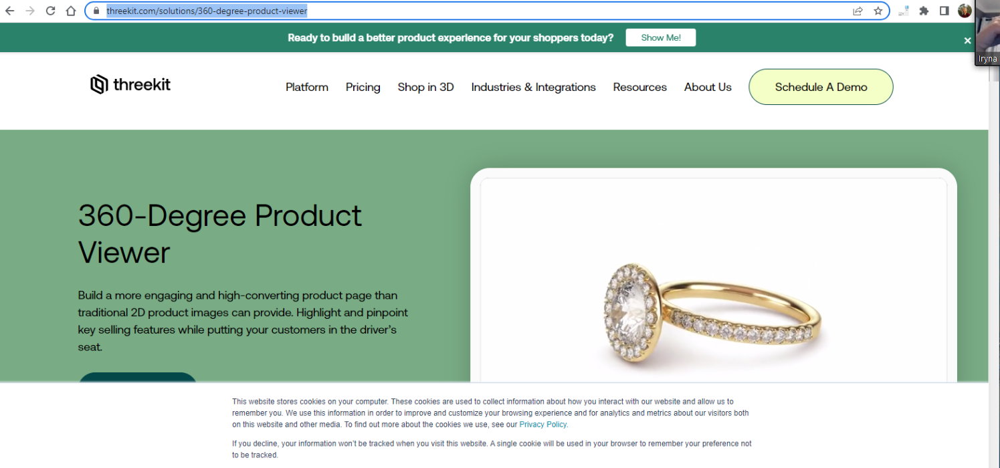 threekit.com/solutions/360-degree-product-viewer
Ready to build a better product experience for your shoppers today?
Show Me!
Iryna
threekit
Platform
Pricing
Shop in 3D
Industries & Integrations
Resources
About Us
Schedule A Demo
360-Degree Product
Viewer
Build a more engaging and high-converting product page than
traditional 2D product images can provide. Highlight and pinpoint
key selling features while putting your customers in the driver's
seat.
This website stores cookies on your computer. These cookies are used to collect information about how you interact with our website and allow us to
remember you. We use this information in order to improve and customize your browsing experience and for analytics and metrics about our visitors both
on this website and other media. To find out more about the cookies we use, see our Privacy Policy.
If you decline, your information won't be tracked when you visit this website. A single cookie will be used in your browser to remember your preference not
to be tracked.